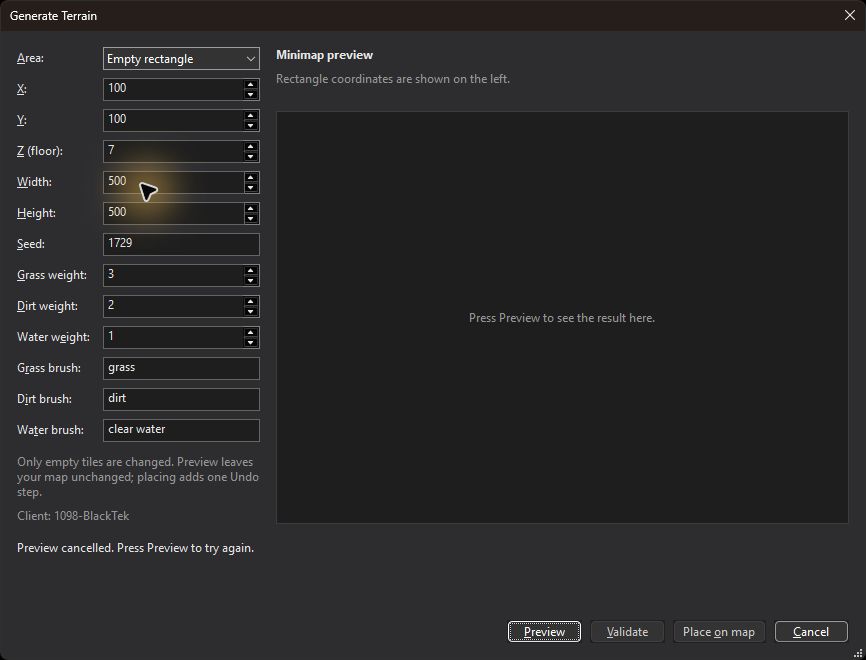 Generate Terrain
Area:
Empty rectangle
Minimap preview
X:
100
Rectangle coordinates are shown on the left.
Y:
100
Z (floor):
7
Width:
500
Height:
500
Seed:
1729
Grass weight:
3
Dirt weight:
2
Water weight:
1
Grass brush:
grass
Dirt brush:
dirt
Water brush:
clear water
Press Preview to see the result here.
Only empty tiles are changed. Preview leaves
your map unchanged; placing adds one Undo
step.
Client: 1098-BlackTek
Preview cancelled. Press Preview to try again.
Preview
Validate
Place on map
Cancel